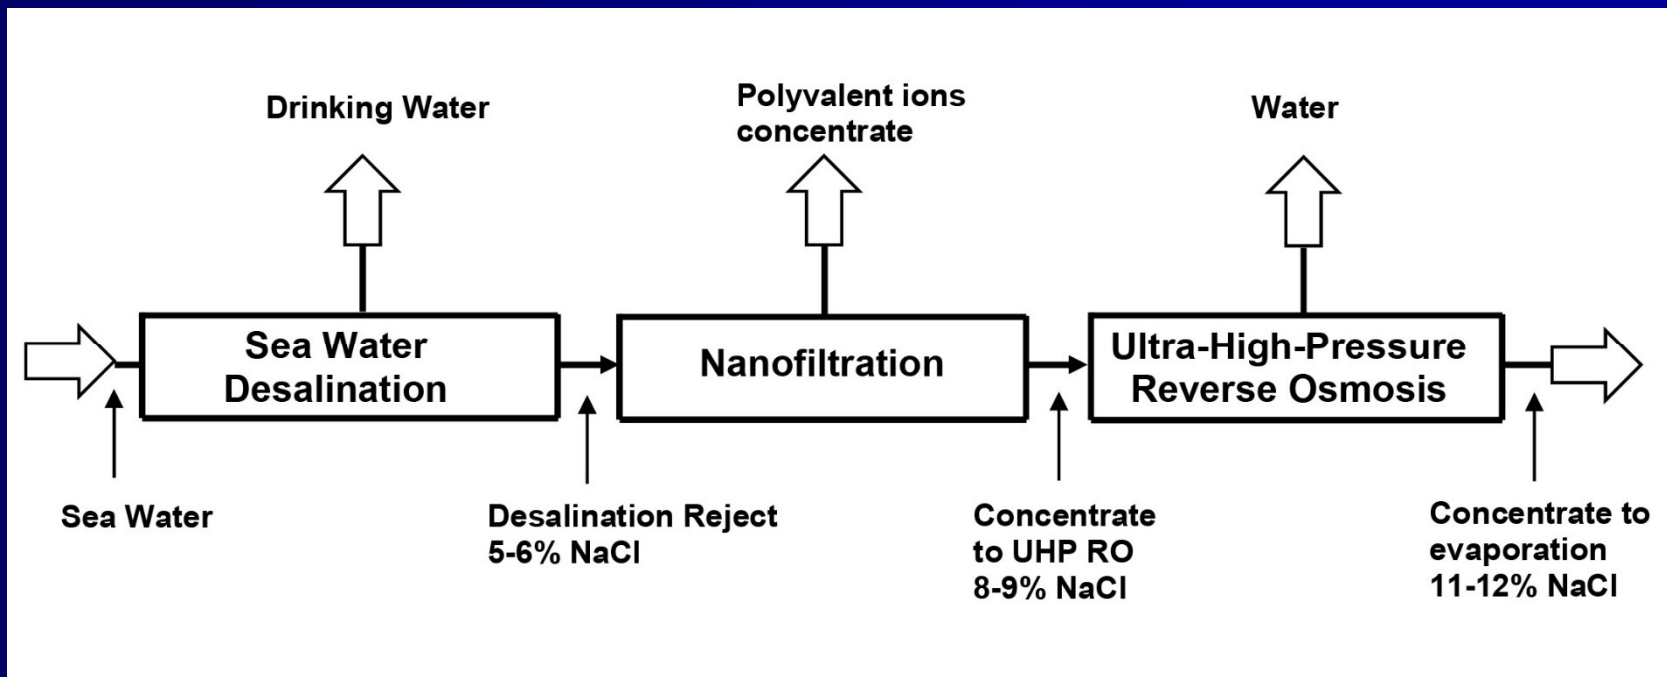 Drinking Water
Polyvalent ions
concentrate
Water
Sea Water
Desalination
Nanofiltration
Ultra-High-Pressure
Reverse Osmosis
Sea Water
Desalination Reject
5-6% NaCl
Concentrate
to UHP RO
8-9% NaCl
Concentrate to
evaporation
11-12% NaCl